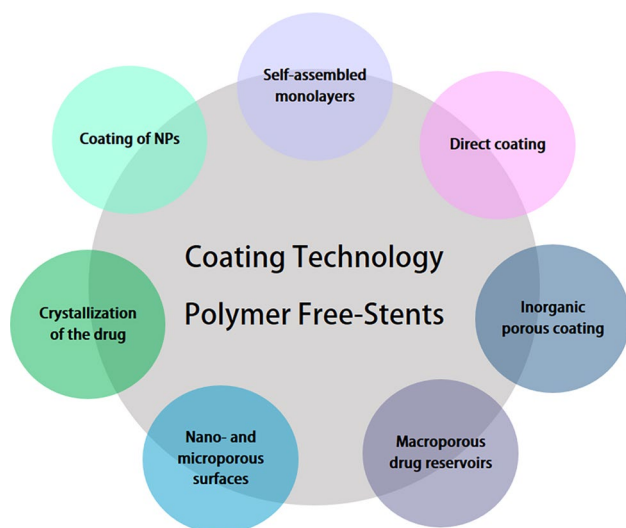 Self-assembled
monolayers
Direct coating
Inorganic
porous coating
Macroporous
drug reservoirs
Nano- and
microporous
surfaces
Crystallization
of the drug
Coating of NPs
Coating Technology
Polymer Free-Stents